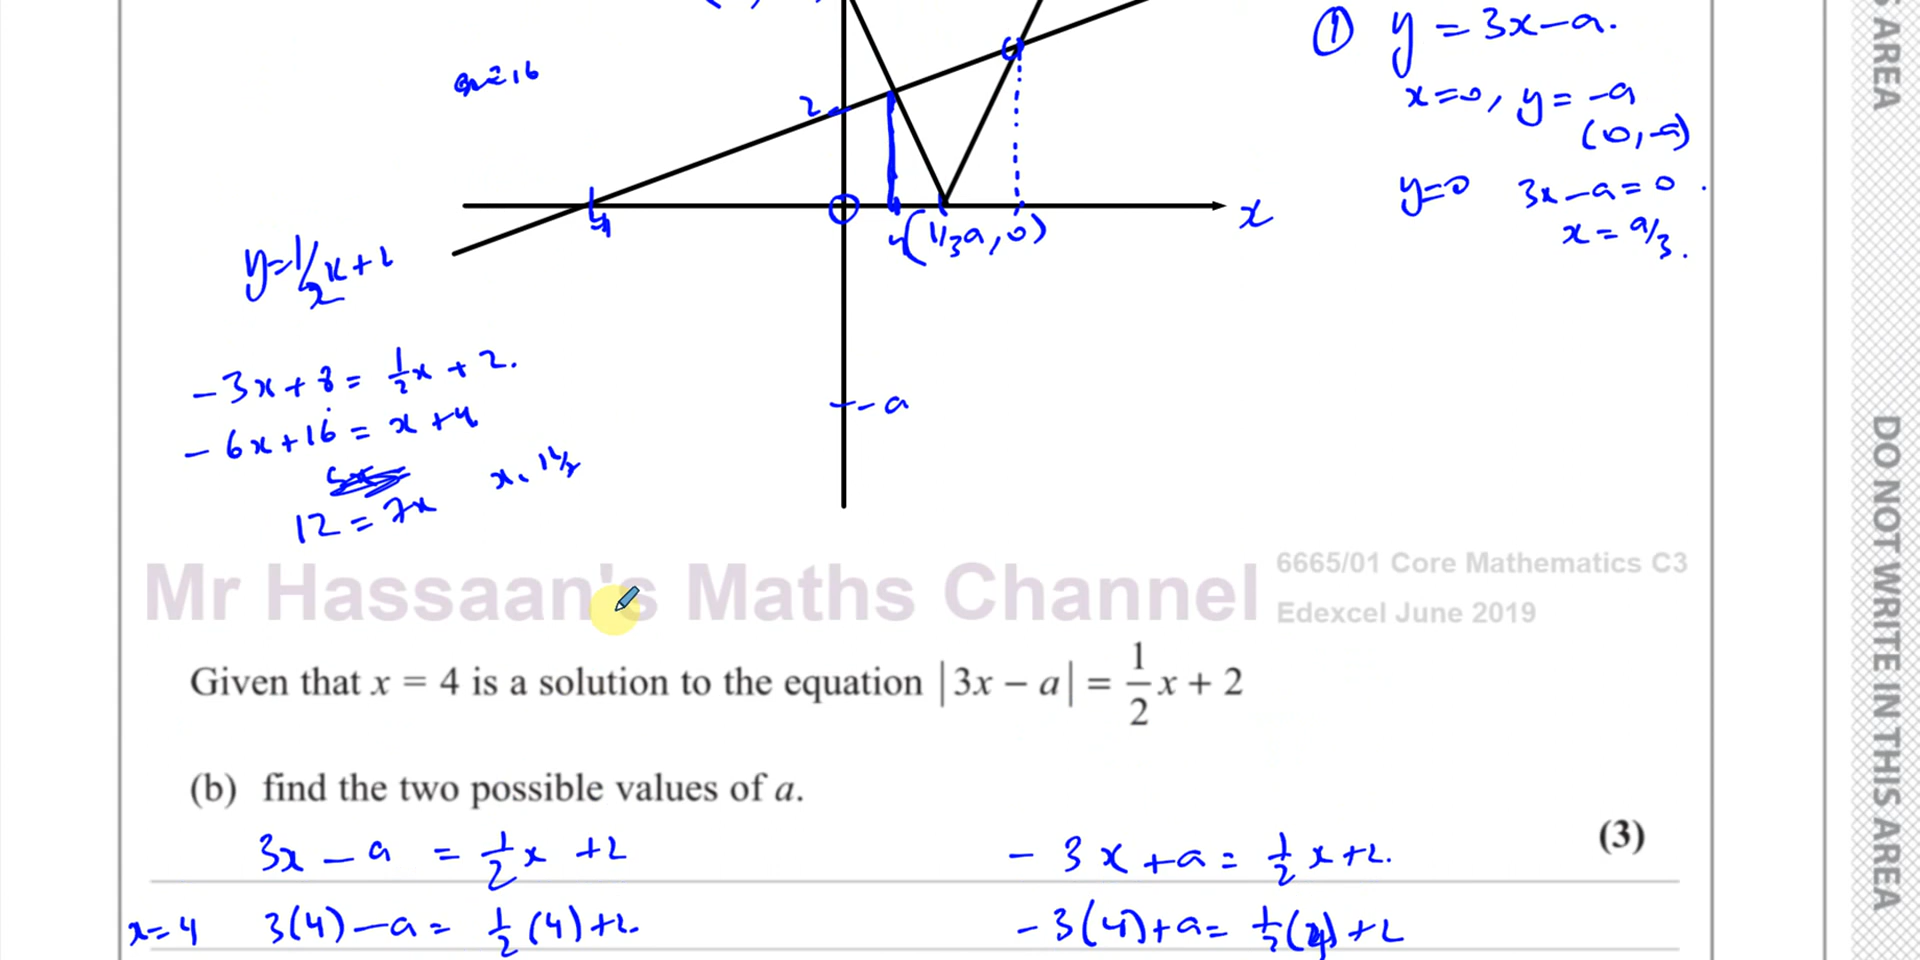 ① y = 3x-a.
x=0, y= -a
(0,-a)
y=0 3x-a=0.
x = a/3.
a=16
2
(1/3a, 0)
x
y=1/2x+2
-a
-3x+8 = 1/2x + 2.
-6x+16 = x+4
12 = 7x
Mr Hassaan's Maths Channel
6665/01 Core Mathematics C3
Edexcel June 2019
Given that x = 4 is a solution to the equation |3x − a| = 1/2 x + 2
(b) find the two possible values of a.
(3)
3x - a = 1/2 x + 2
-3x+a = 1/2 x+2.
x=4 3(4)-a= 1/2 (4)+2.
-3(4)+a= 1/2(4)+2
S AREA
DO NOT WRITE IN THIS AREA